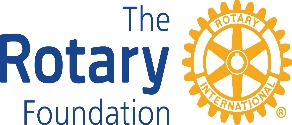 The
Rotary
Foundation
ROTARY
INTERNATIONAL
®